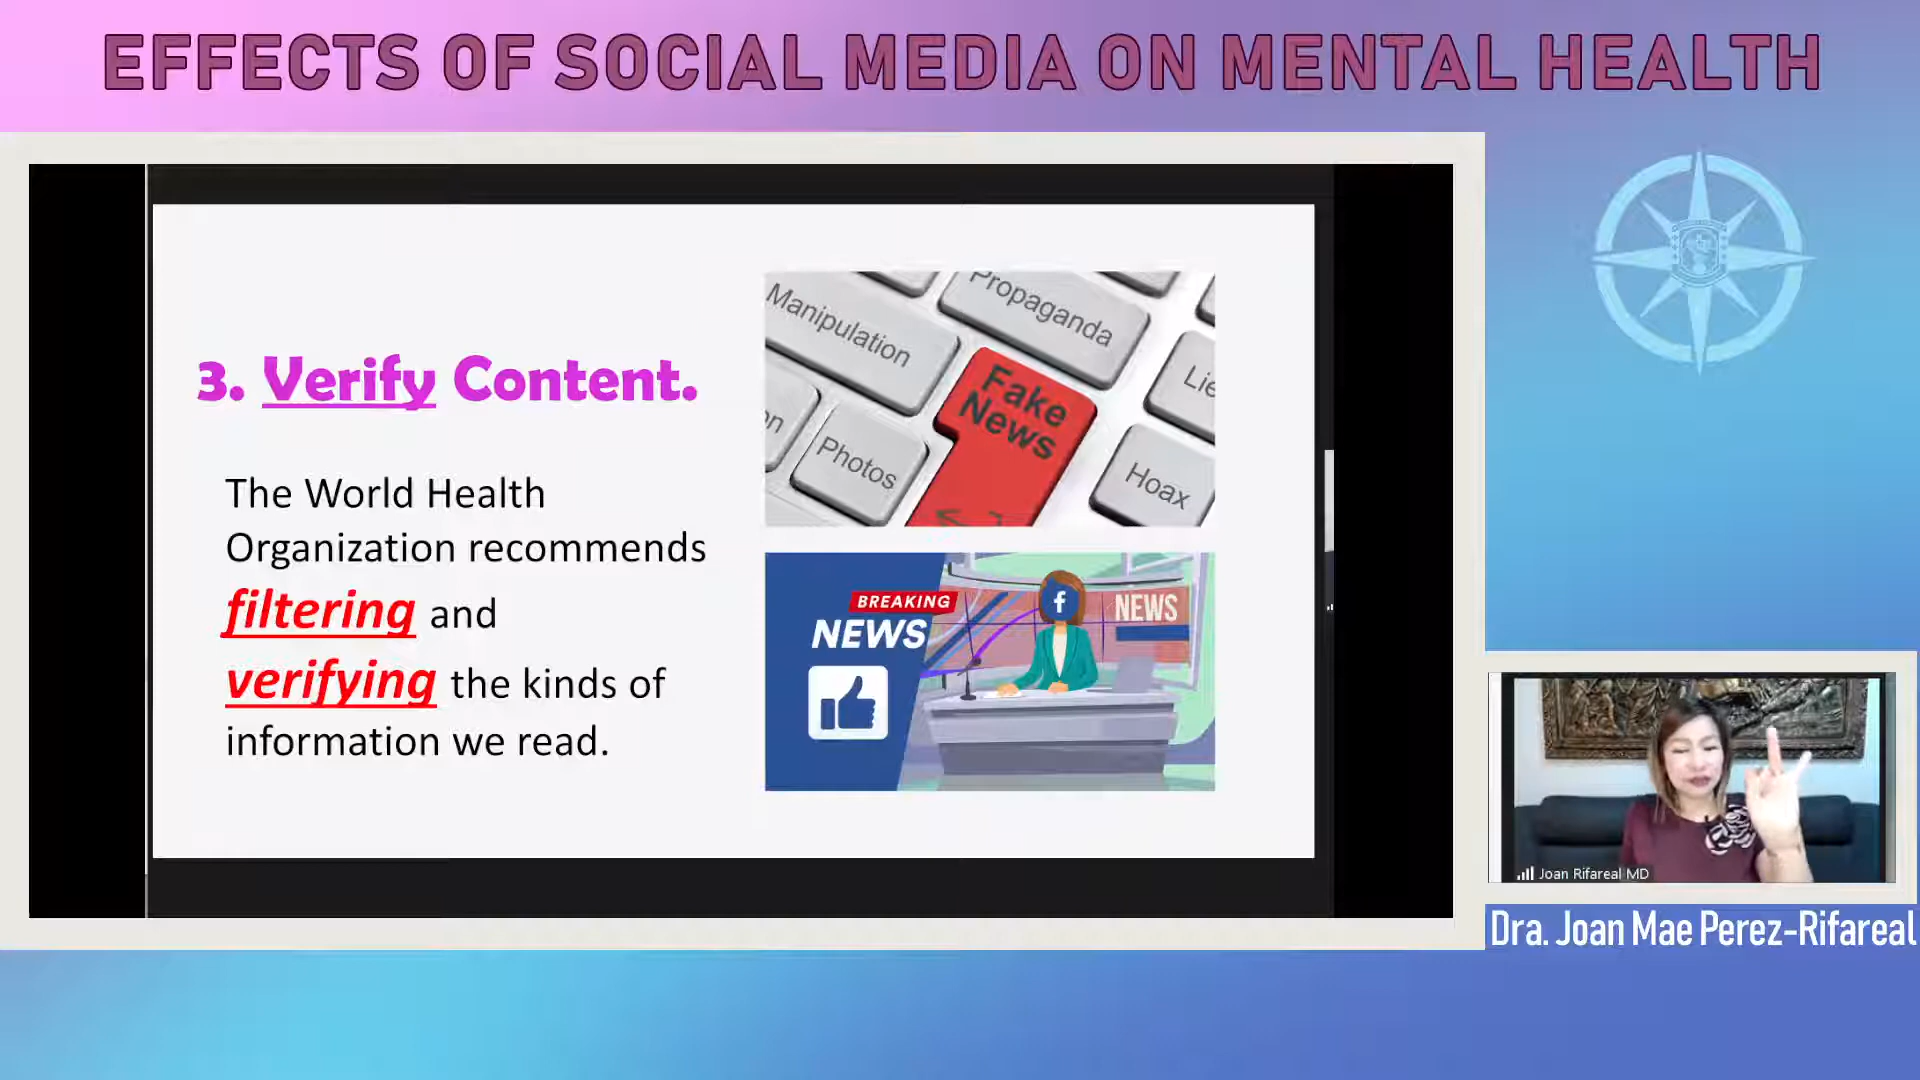 EFFECTS OF SOCIAL MEDIA ON MENTAL HEALTH
3. Verify Content.
The World Health
Organization recommends
filtering and
verifying the kinds of
information we read.
Manipulation
Propaganda
Fake
News
Photos
Hoax
BREAKING
NEWS
NEWS
Joan Rifareal MD
Dra. Joan Mae Perez-Rifareal